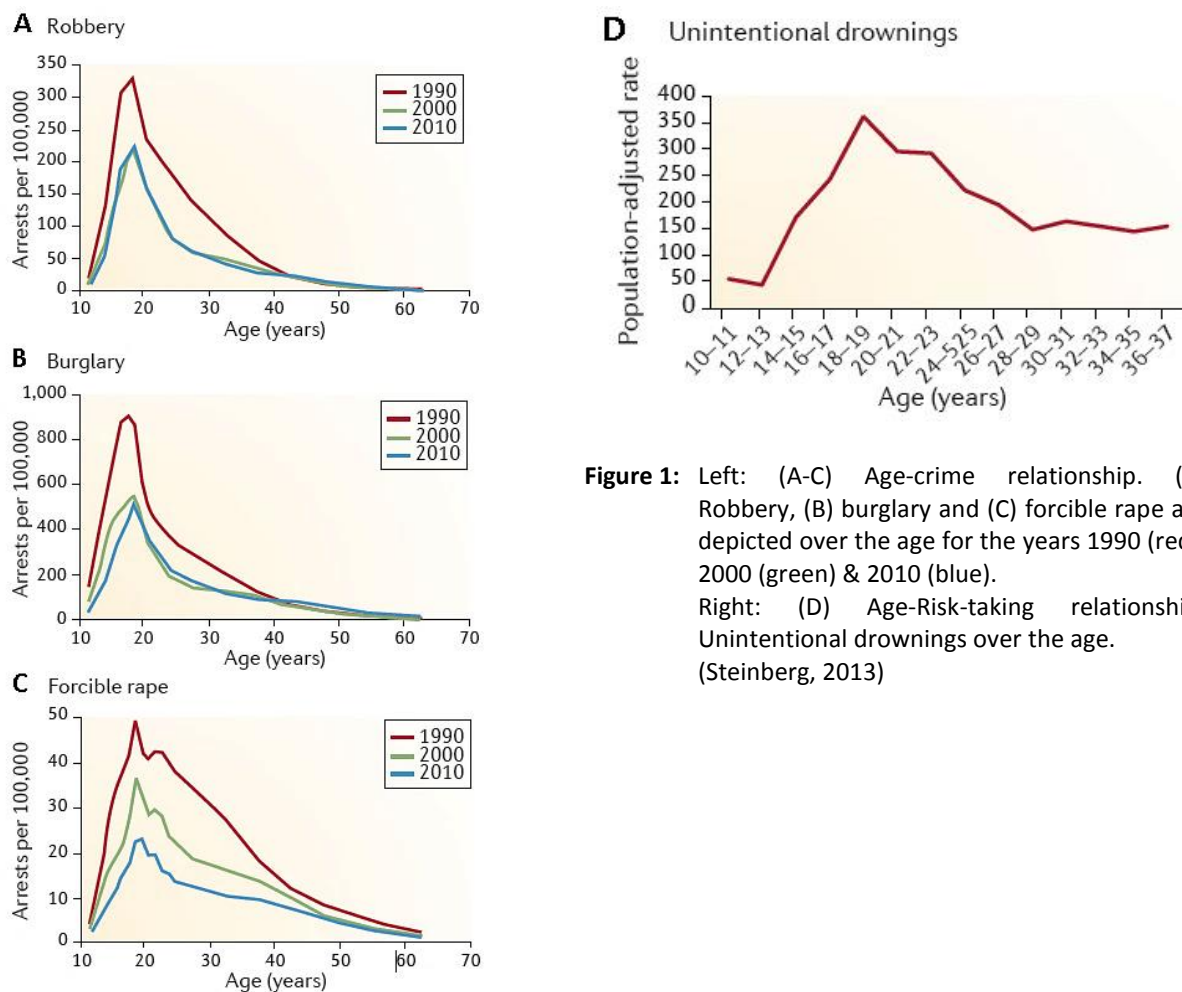 A Robbery
350
300
250
200
150
100
50
0
Arrests per 100,000
1990
2000
2010
10 20 30 40 50 60 70
Age (years)
B Burglary
1,000
800
600
400
200
0
Arrests per 100,000
1990
2000
2010
10 20 30 40 50 60 70
Age (years)
C Forcible rape
50
40
30
20
10
0
Arrests per 100,000
1990
2000
2010
10 20 30 40 50 60 70
Age (years)
D Unintentional drownings
Population-adjusted rate
400
350
300
250
200
150
100
50
0
10–11 12–13 14–15 16–17 18–19 20–21 22–23 24–525 26–27 28–29 30–31 32–33 34–35 36–37
Age (years)
Figure 1: Left: (A-C) Age-crime relationship. (
Robbery, (B) burglary and (C) forcible rape a
depicted over the age for the years 1990 (red
2000 (green) & 2010 (blue).
Right: (D) Age-Risk-taking relationshi
Unintentional drownings over the age.
(Steinberg, 2013)